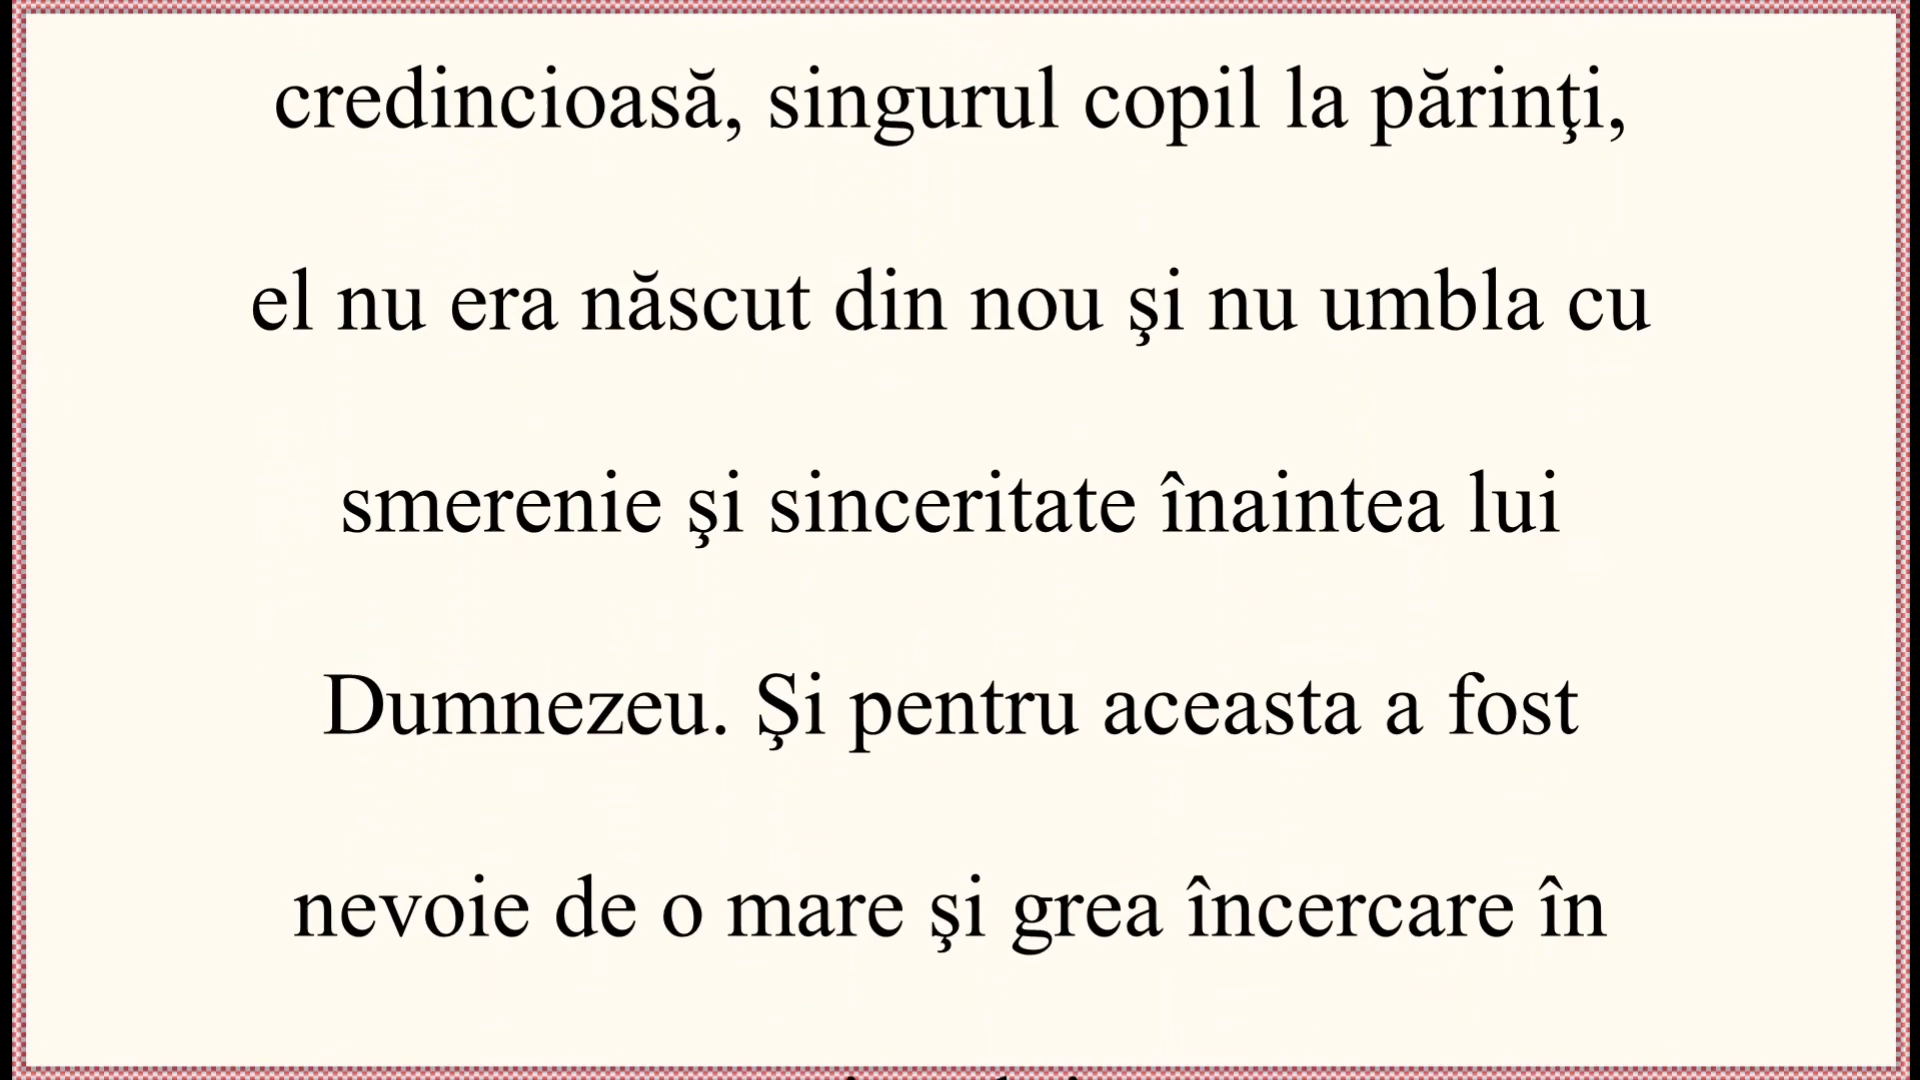 credincioasă, singurul copil la părinţi,
el nu era născut din nou şi nu umbla cu
smerenie şi sinceritate înaintea lui
Dumnezeu. Şi pentru aceasta a fost
nevoie de o mare şi grea încercare în